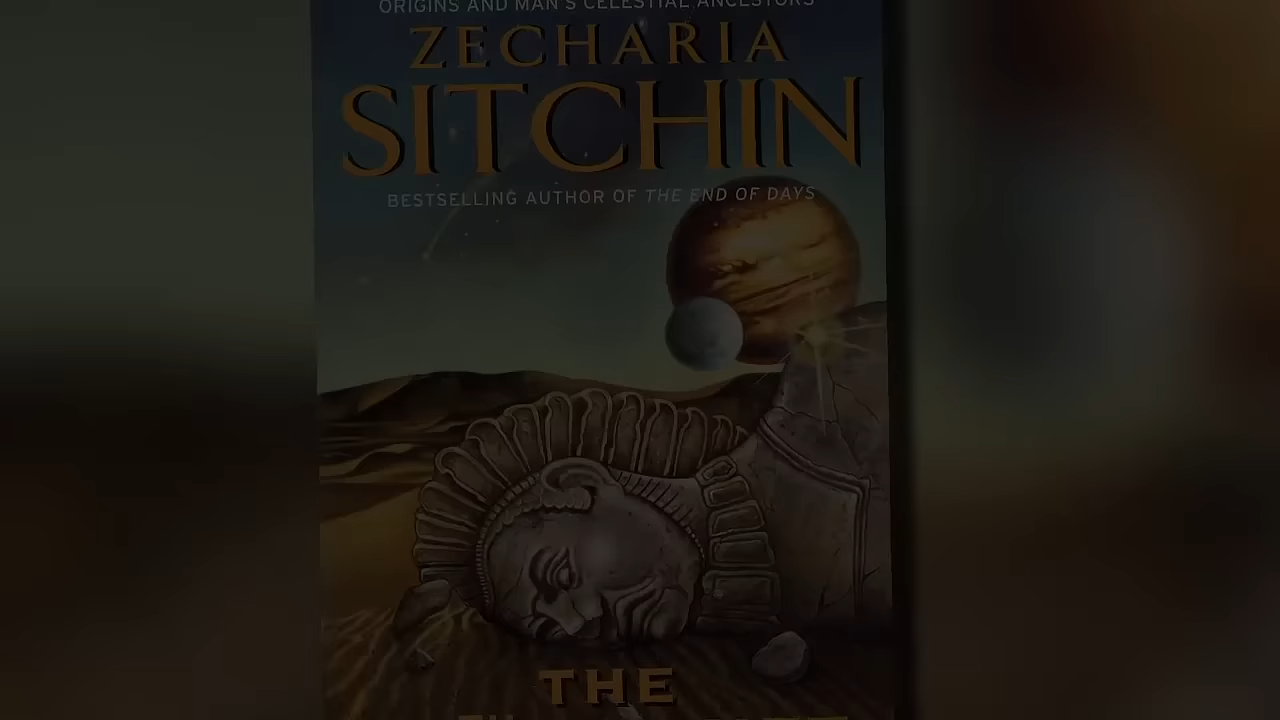 ORIGINS AND MAN'S CELESTIAL ANCESTORS
ZECHARIA
SITCHIN
BESTSELLING AUTHOR OF THE END OF DAYS
THE